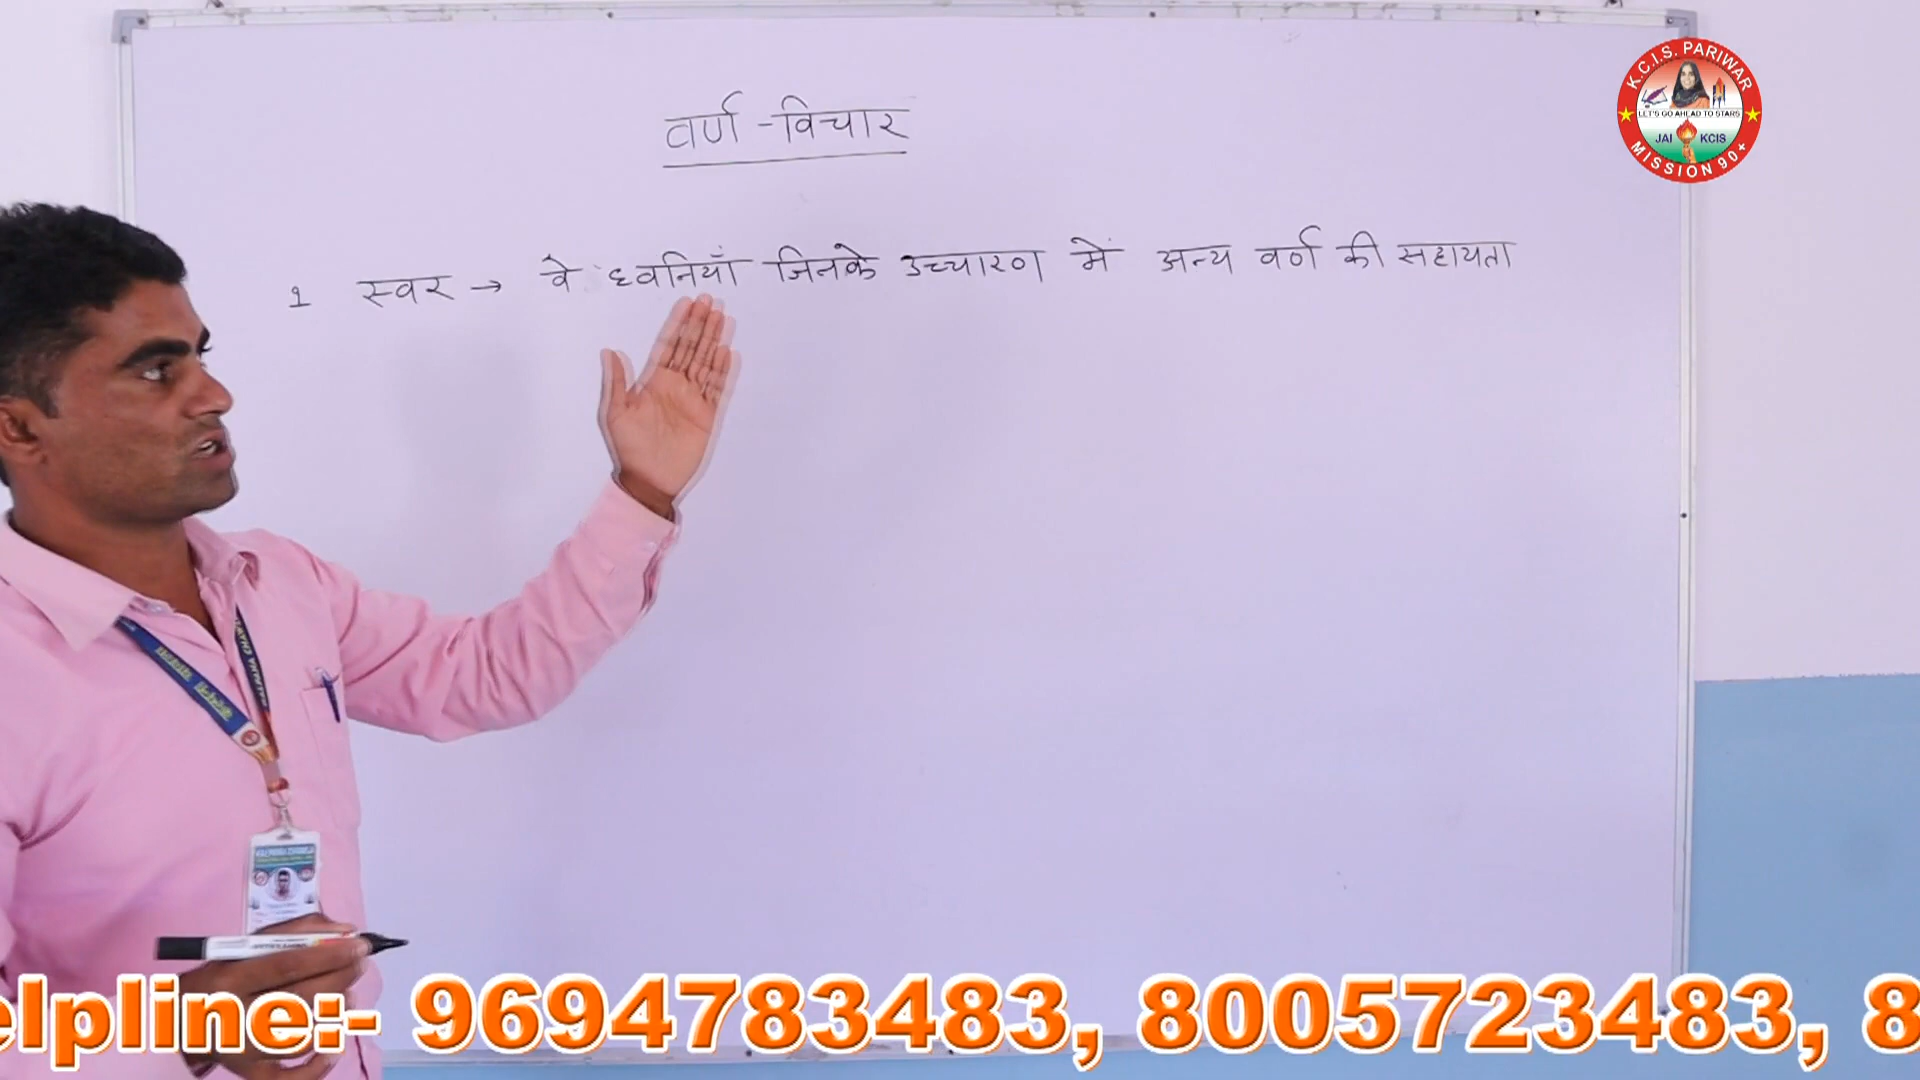 वर्ण - विचार
K.C.I.S. PARIWAR
LET'S GO AHEAD TO STARS
JAI KCIS
MISSION 90+
1 स्वर → वे ध्वनियाँ जिनके उच्चारण में अन्य वर्ण की सहायता
elpline:- 9694783483, 8005723483, 8